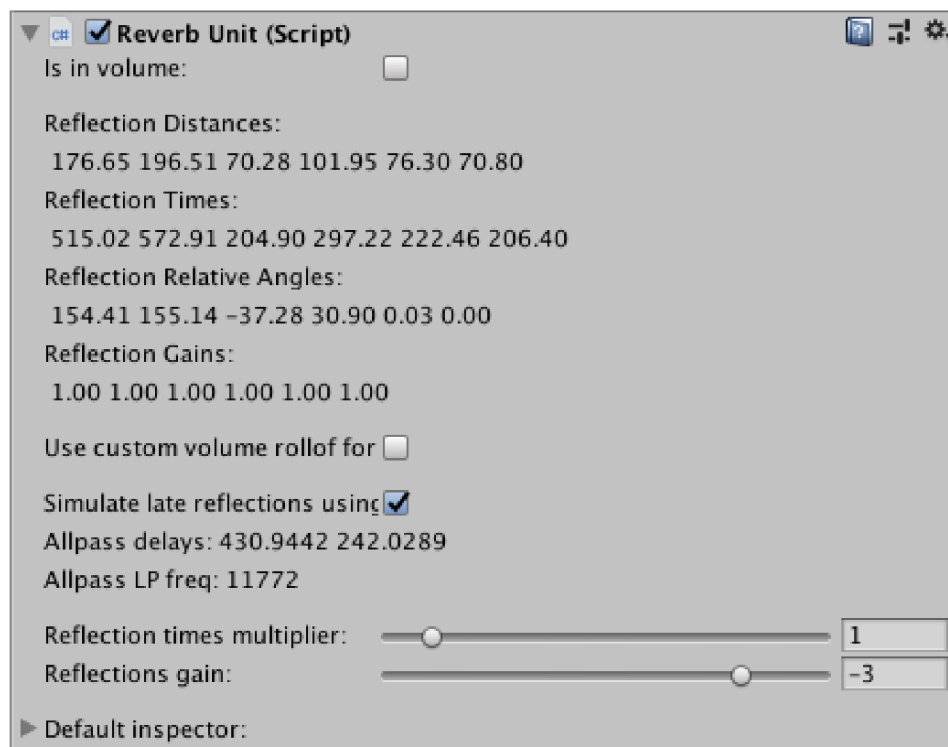 C# Reverb Unit (Script)
Is in volume:
Reflection Distances:
176.65 196.51 70.28 101.95 76.30 70.80
Reflection Times:
515.02 572.91 204.90 297.22 222.46 206.40
Reflection Relative Angles:
154.41 155.14 -37.28 30.90 0.03 0.00
Reflection Gains:
1.00 1.00 1.00 1.00 1.00 1.00
Use custom volume rollof for
Simulate late reflections using
Allpass delays: 430.9442 242.0289
Allpass LP freq: 11772
Reflection times multiplier: 1
Reflections gain: -3
Default inspector: